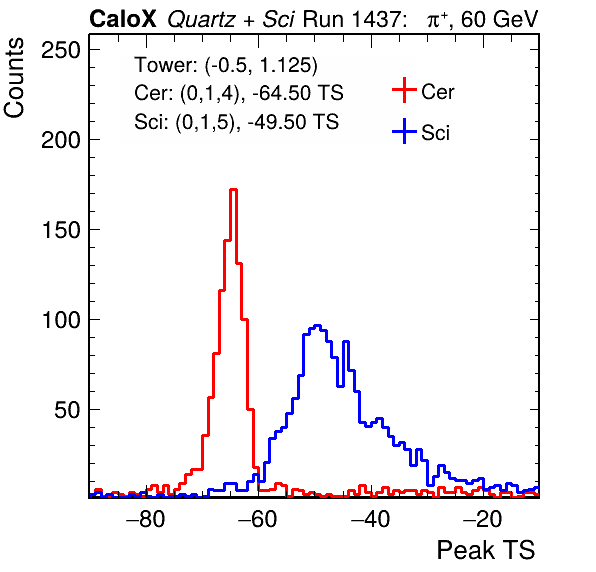 CaloX Quartz + Sci Run 1437: π⁺, 60 GeV
Counts
250
200
150
100
50
Tower: (-0.5, 1.125)
Cer: (0,1,4), -64.50 TS
Sci: (0,1,5), -49.50 TS
Cer
Sci
−80 −60 −40 −20
Peak TS